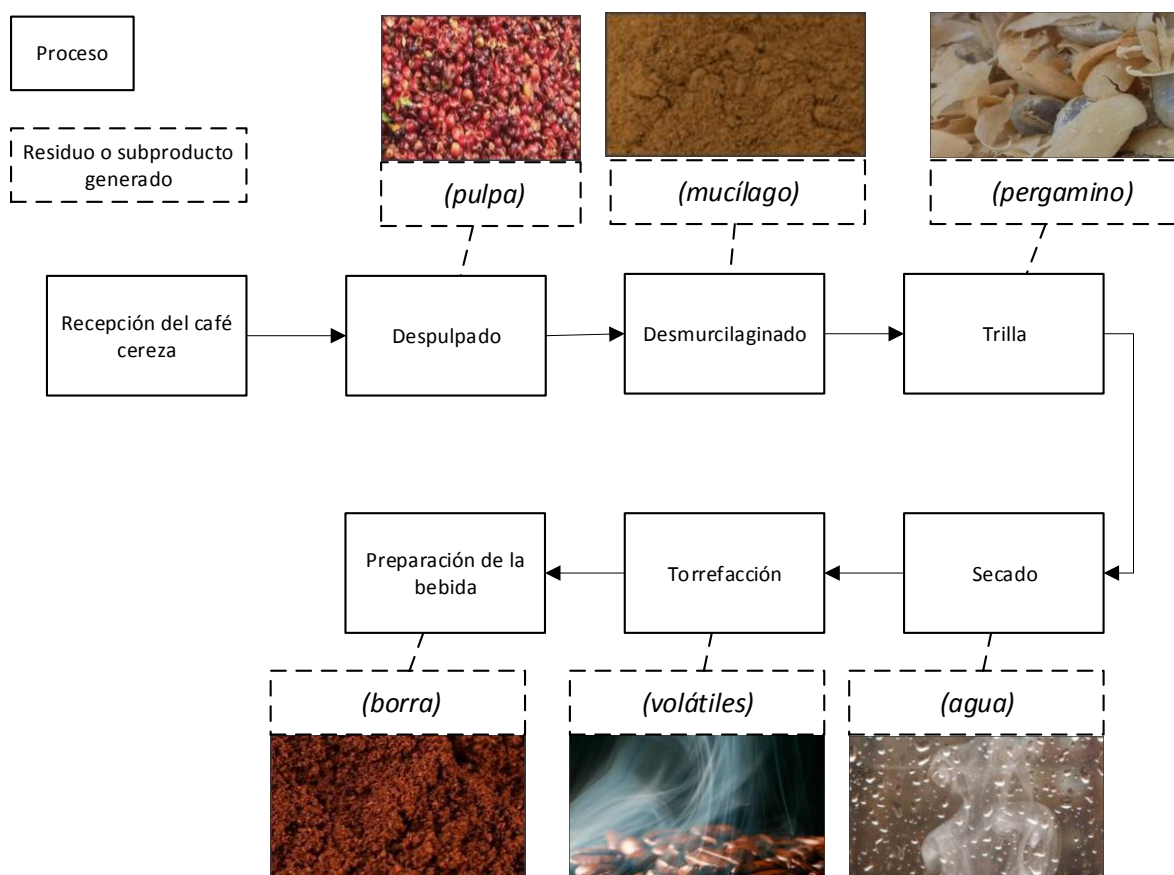 Proceso
Residuo o subproducto
generado
(pulpa)
(mucílago)
(pergamino)
Recepción del café
cereza
Despulpado
Desmurcilaginado
Trilla
Preparación de la
bebida
Torrefacción
Secado
(borra)
(volátiles)
(agua)